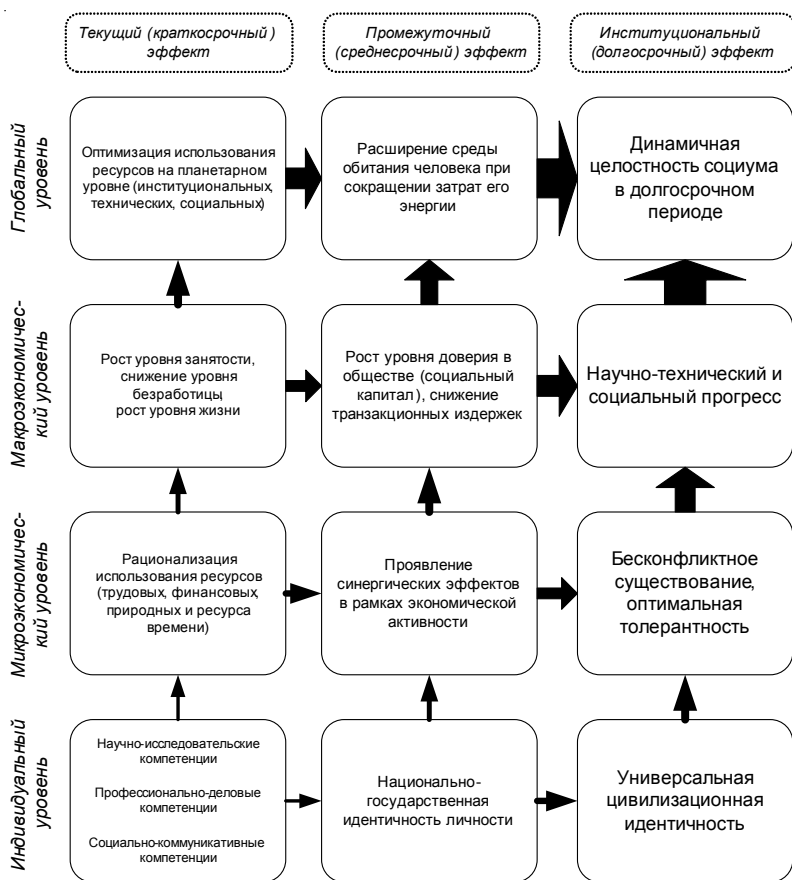 Текущий (краткосрочный)
эффект
Промежуточный
(среднесрочный) эффект
Институциональный
(долгосрочный) эффект
Глобальный
уровень
Оптимизация использования
ресурсов на планетарном
уровне (институциональных,
технических, социальных)
Расширение среды
обитания человека при
сокращении затрат его
энергии
Динамичная
целостность социума
в долгосрочном
периоде
Макроэкономичес-
кий уровень
Рост уровня занятости,
снижение уровня
безработицы,
рост уровня жизни
Рост уровня доверия в
обществе (социальный
капитал), снижение
транзакционных издержек
Научно-технический и
социальный прогресс
Микроэкономичес-
кий уровень
Рационализация
использования ресурсов
(трудовых, финансовых,
природных и ресурса
времени)
Проявление
синергических эффектов
в рамках экономической
активности
Бесконфликтное
существование,
оптимальная
толерантность
Индивидуальный
уровень
Научно-исследовательские
компетенции
Профессионально-деловые
компетенции
Социально-коммуникативные
компетенции
Национально-
государственная
идентичность личности
Универсальная
цивилизационная
идентичность